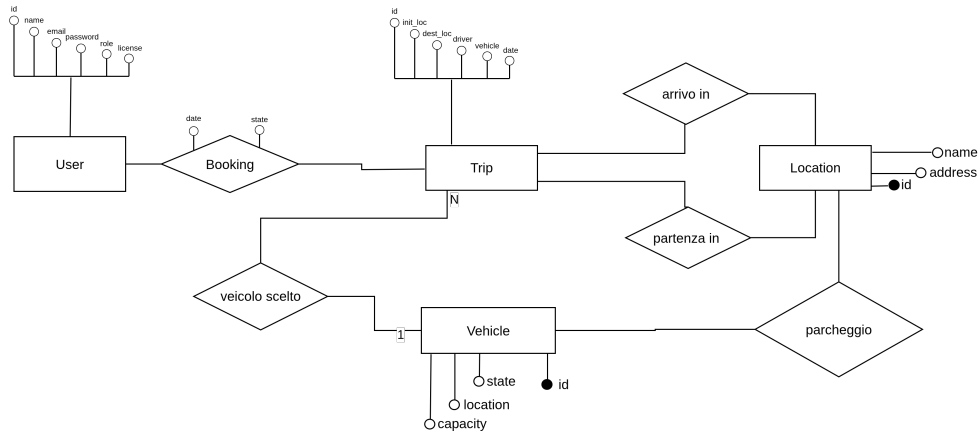 id
name
email
password
role
license
id
init_loc
dest_loc
driver
vehicle
date
date
state
arrivo in
User
Booking
Trip
Location
name
address
id
N
partenza in
veicolo scelto
1
Vehicle
parcheggio
state
id
location
capacity